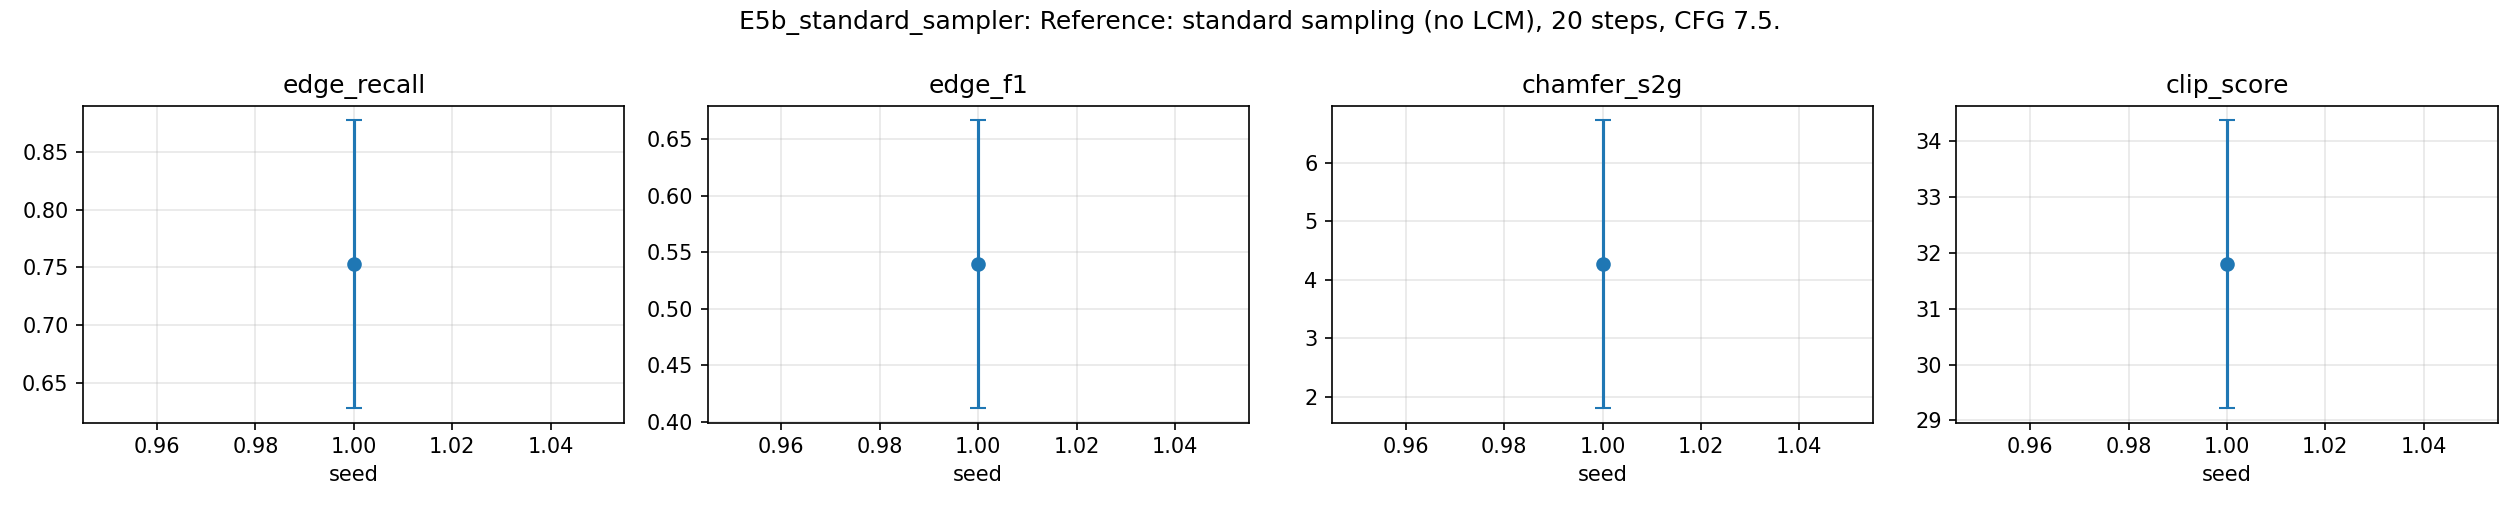 E5b_standard_sampler: Reference: standard sampling (no LCM), 20 steps, CFG 7.5.
edge_recall
0.85
0.80
0.75
0.70
0.65
0.96 0.98 1.00 1.02 1.04
seed
edge_f1
0.65
0.60
0.55
0.50
0.45
0.40
0.96 0.98 1.00 1.02 1.04
seed
chamfer_s2g
6
5
4
3
2
0.96 0.98 1.00 1.02 1.04
seed
clip_score
34
33
32
31
30
29
0.96 0.98 1.00 1.02 1.04
seed